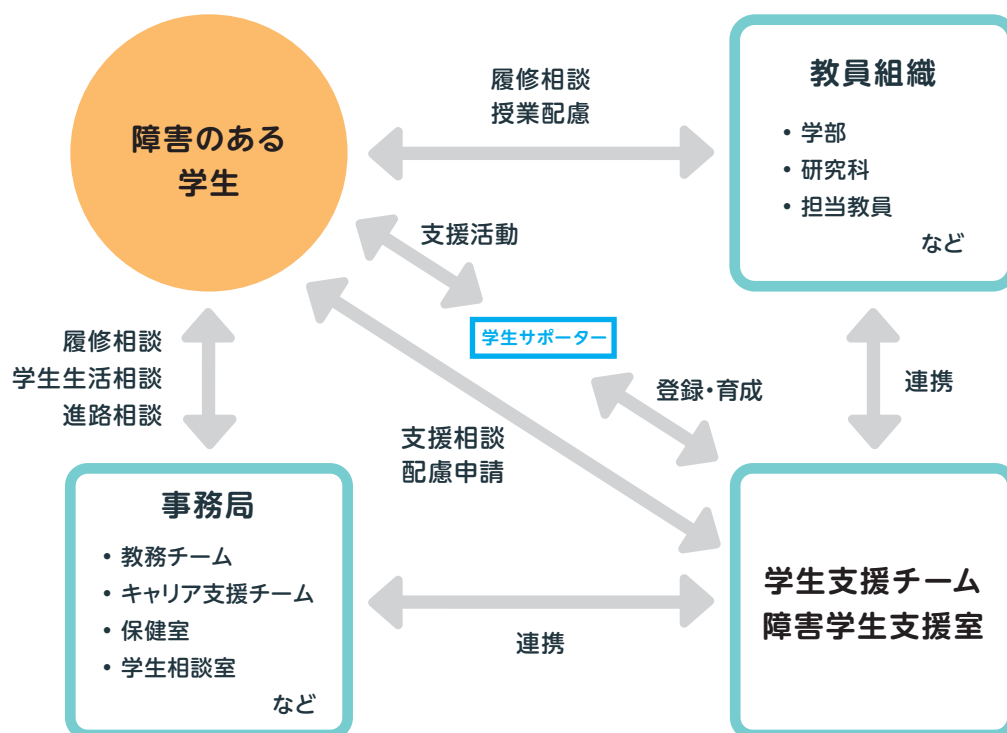 障害のある
学生
履修相談
授業配慮
教員組織
• 学部
• 研究科
• 担当教員
など
支援活動
学生サポーター
登録・育成
連携
履修相談
学生生活相談
進路相談
支援相談
配慮申請
事務局
• 教務チーム
• キャリア支援チーム
• 保健室
• 学生相談室
など
連携
学生支援チーム
障害学生支援室